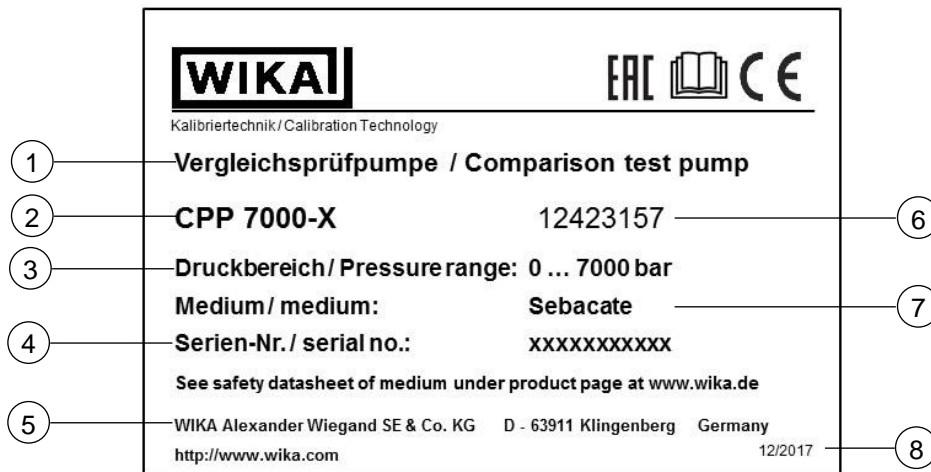 WIKA EAC CE
Kalibriertechnik / Calibration Technology
1 Vergleichsprüfpumpe / Comparison test pump
2 CPP 7000-X 12423157 6
3 Druckbereich / Pressure range: 0 ... 7000 bar
Medium / medium: Sebacate 7
4 Serien-Nr. / serial no.: xxxxxxxxxxx
See safety datasheet of medium under product page at www.wika.de
5 WIKA Alexander Wiegand SE & Co. KG D - 63911 Klingenberg Germany
http://www.wika.com 12/2017 8